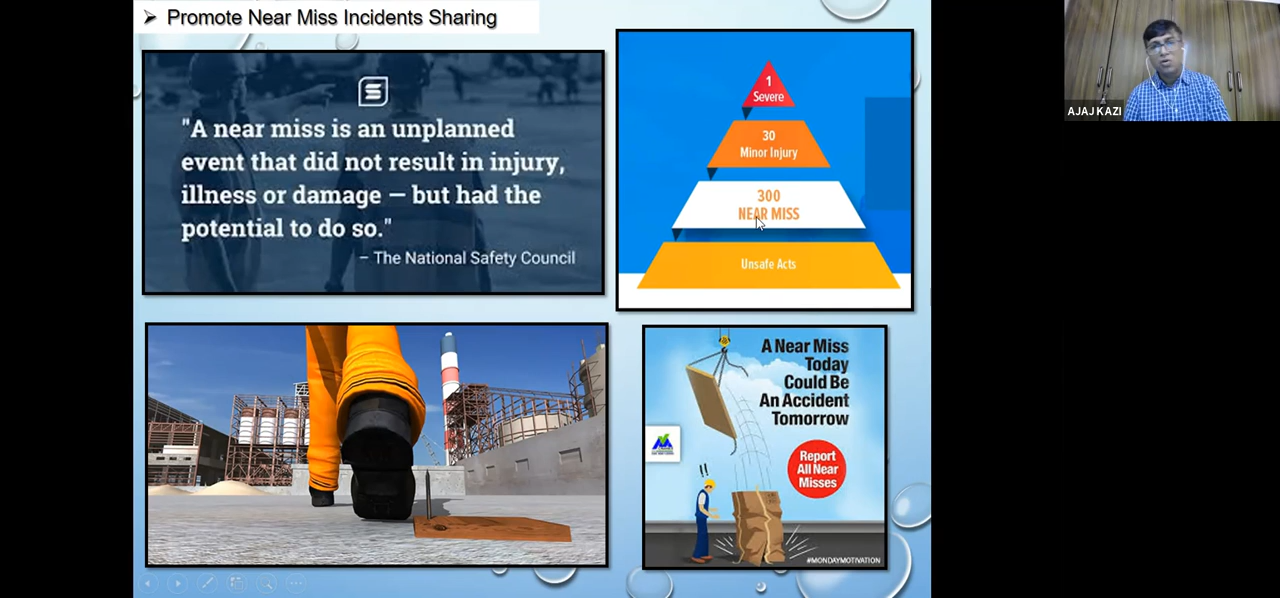 Promote Near Miss Incidents Sharing
"A near miss is an unplanned
event that did not result in injury,
illness or damage — but had the
potential to do so."
– The National Safety Council
1
Severe
30
Minor Injury
300
NEAR MISS
Unsafe Acts
A Near Miss
Today
Could Be
An Accident
Tomorrow
Report
All Near
Misses
!!
#MONDAYMOTIVATION
AJAJ KAZI